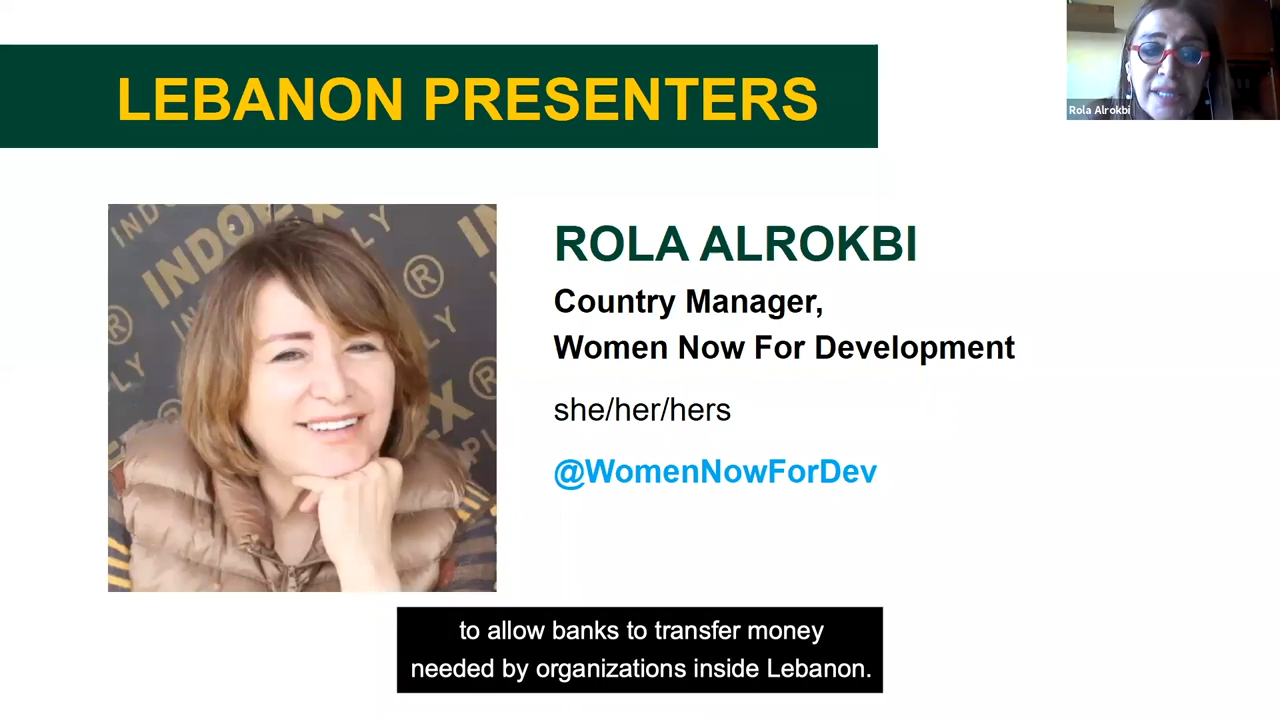 LEBANON PRESENTERS
Rola Alrokbi
INDOEX
®
ROLA ALROKBI
Country Manager,
Women Now For Development
she/her/hers
@WomenNowForDev
to allow banks to transfer money
needed by organizations inside Lebanon.